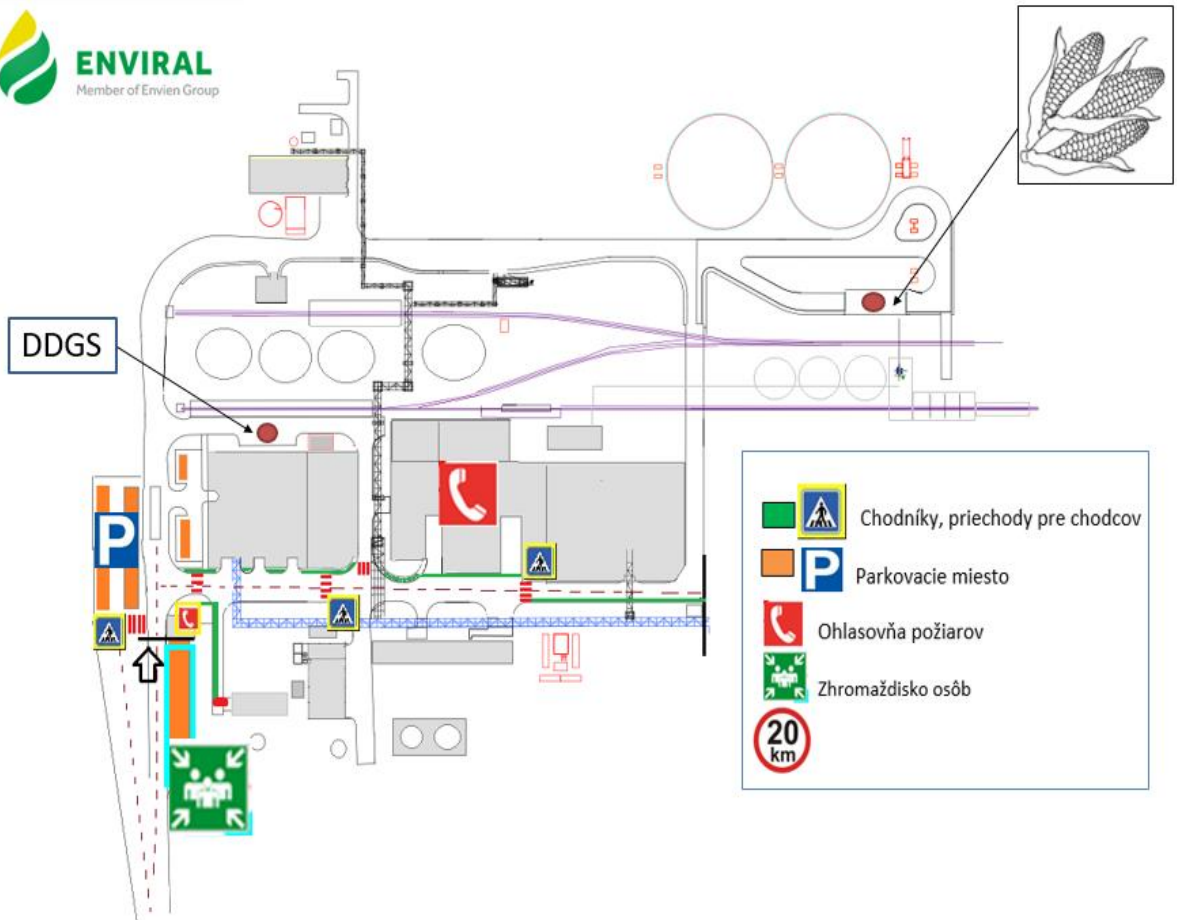 ENVIRAL
Member of Envien Group
DDGS
P
Chodníky, priechody pre chodcov
P
Parkovacie miesto
Ohlasovňa požiarov
Zhromaždisko osôb
20
km